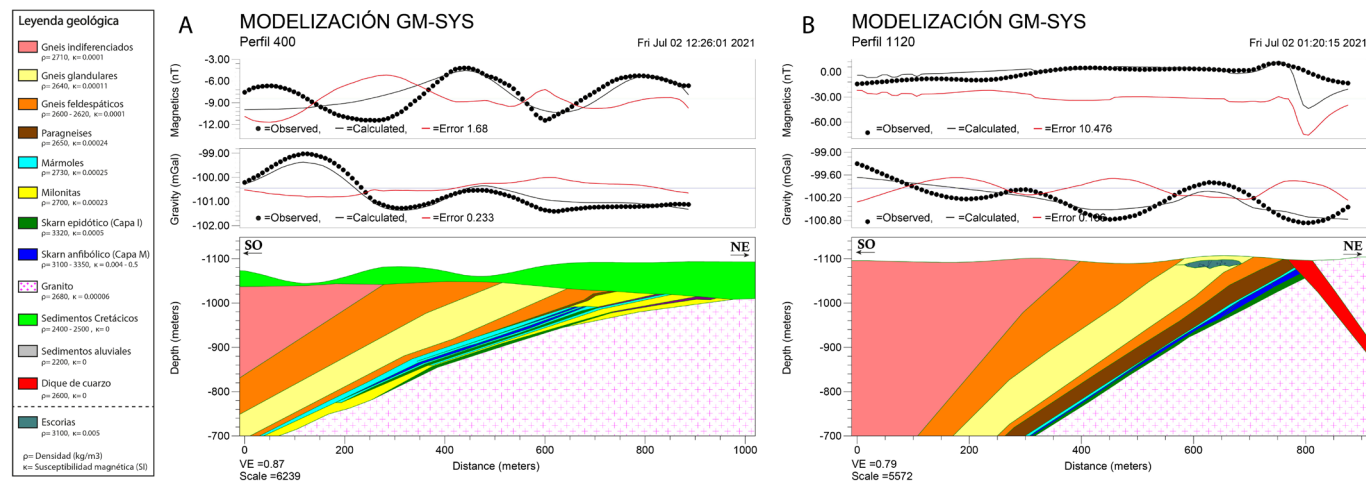 Leyenda geológica
Gneis indiferenciados
ρ= 2710, κ=0.0001
Gneis glandulares
ρ= 2640, κ=0.00011
Gneis feldespáticos
ρ= 2600 - 2620, κ= 0.0001
Paragneises
ρ= 2650, κ=0.00024
Mármoles
ρ= 2730, κ=0.00025
Milonitas
ρ= 2700, κ=0.00023
Skarn epidótico (Capa I)
ρ= 3320, κ=0.0005
Skarn anfibólico (Capa M)
ρ= 3100 - 3350, κ = 0.004 - 0.5
Granito
ρ= 2680, κ=0.00006
Sedimentos Cretácicos
ρ= 2400 - 2500 , κ= 0
Sedimentos aluviales
ρ= 2200, κ=0
Dique de cuarzo
ρ= 2600, κ=0
Escorias
ρ= 3100, κ=0.005
ρ= Densidad (kg/m3)
κ= Susceptibilidad magnética (SI)
A
MODELIZACIÓN GM-SYS
Perfil 400
Fri Jul 02 12:26:01 2021
Magnetics (nT)
-3.00
-6.00
-9.00
-12.00
=Observed, =Calculated, =Error 1.68
Gravity (mGal)
-99.00
-100.00
-101.00
-102.00
=Observed, =Calculated, =Error 0.233
SO
NE
Depth (meters)
-1100
-1000
-900
-800
-700
0 200 400 600 800 1000
VE =0.87
Distance (meters)
Scale =6239
B
MODELIZACIÓN GM-SYS
Perfil 1120
Fri Jul 02 01:20:15 2021
Magnetics (nT)
0.00
-30.00
-60.00
=Observed, =Calculated, =Error 10.476
Gravity (mGal)
-99.00
-99.60
-100.20
-100.80
=Observed, =Calculated, =Error
SO
NE
Depth (meters)
-1100
-1000
-900
-800
-700
0 200 400 600 800
VE =0.79
Distance (meters)
Scale =5572